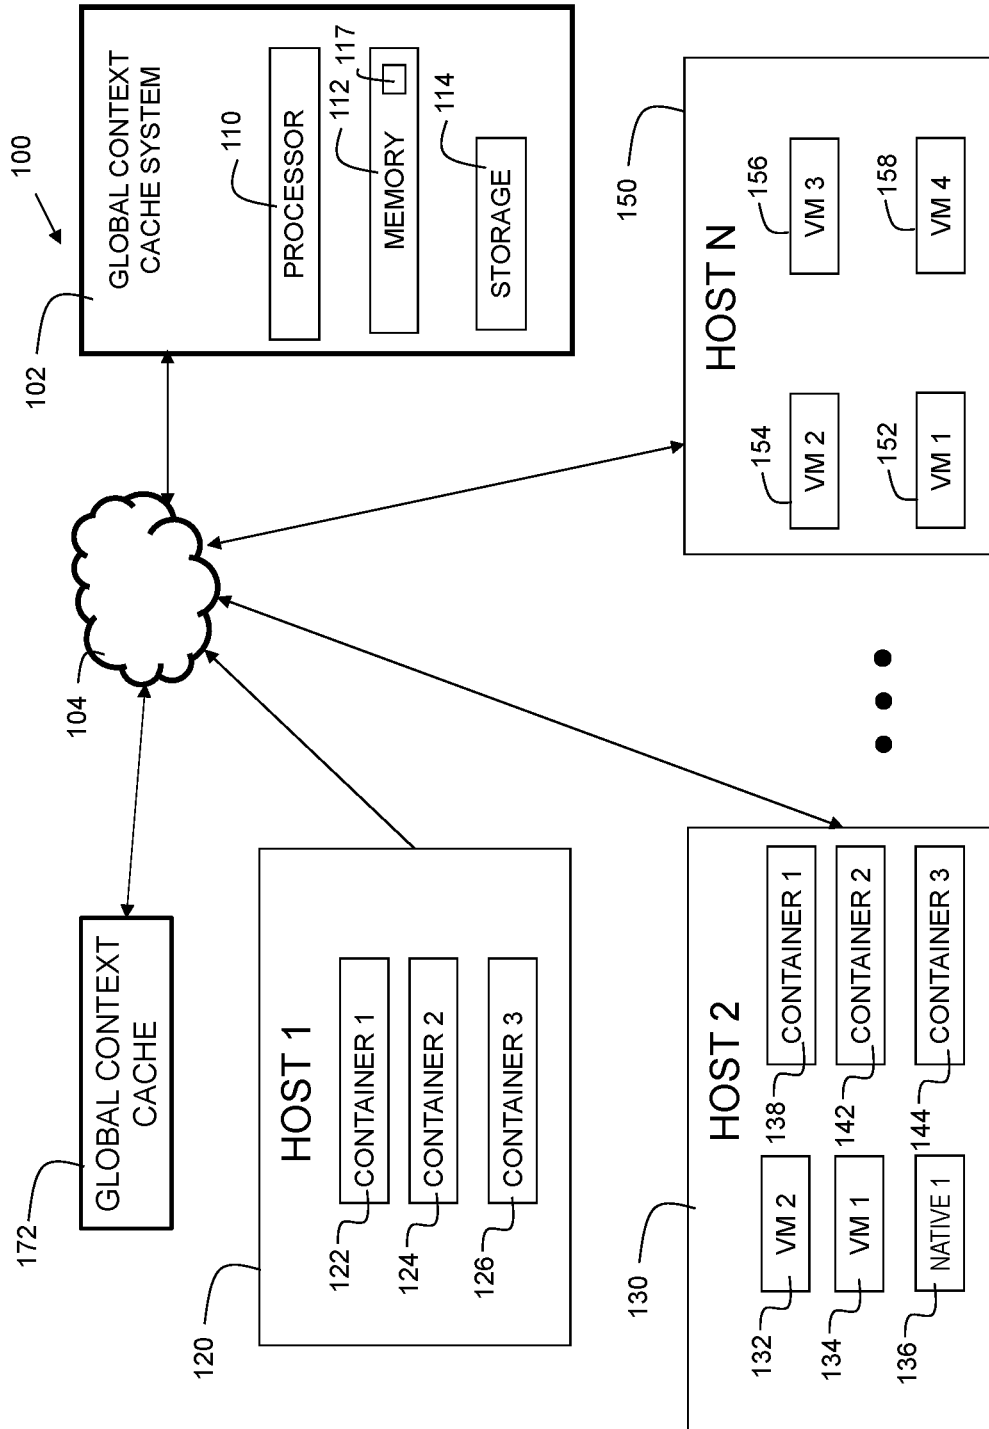 100
102
GLOBAL CONTEXT
CACHE SYSTEM
PROCESSOR
110
MEMORY
112
117
STORAGE
114
104
172
GLOBAL CONTEXT
CACHE
120
HOST 1
122
CONTAINER 1
124
CONTAINER 2
126
CONTAINER 3
130
HOST 2
132
VM 2
138
CONTAINER 1
134
VM 1
142
CONTAINER 2
136
NATIVE 1
144
CONTAINER 3
150
HOST N
154
VM 2
156
VM 3
152
VM 1
158
VM 4